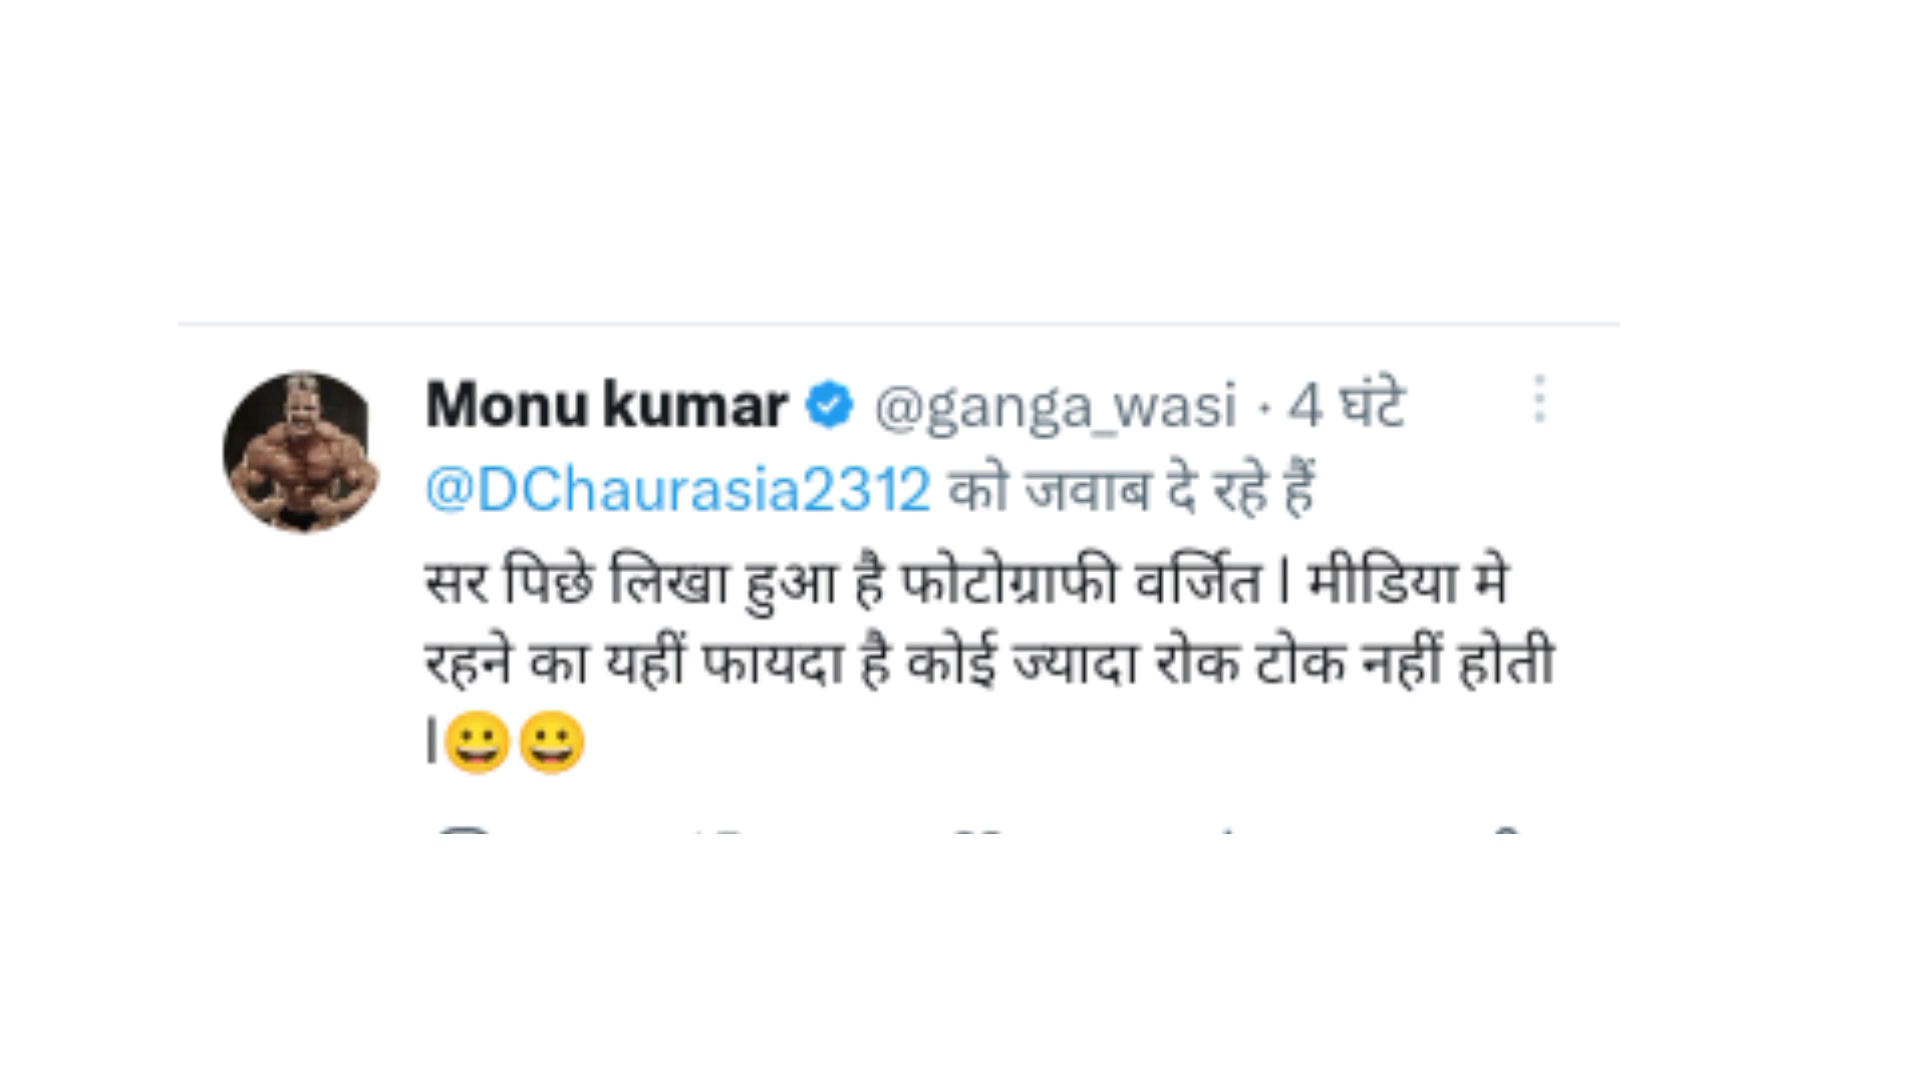 Monu kumar @ganga_wasi · 4 घंटे
@DChaurasia2312 को जवाब दे रहे हैं
सर पिछे लिखा हुआ है फोटोग्राफी वर्जित | मीडिया मे
रहने का यहीं फायदा है कोई ज्यादा रोक टोक नहीं होती
|😀😀